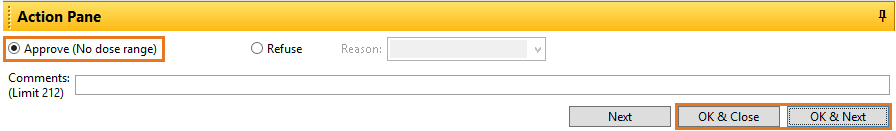 Action Pane
Approve (No dose range) Refuse Reason:
Comments:
(Limit 212)
Next OK & Close OK & Next